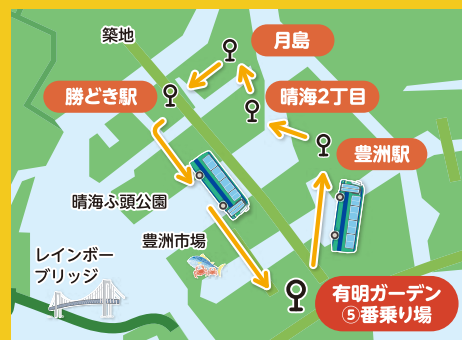 築地
月島
勝どき駅
晴海2丁目
豊洲駅
晴海ふ頭公園
豊洲市場
レインボー
ブリッジ
有明ガーデン
⑤番乗り場